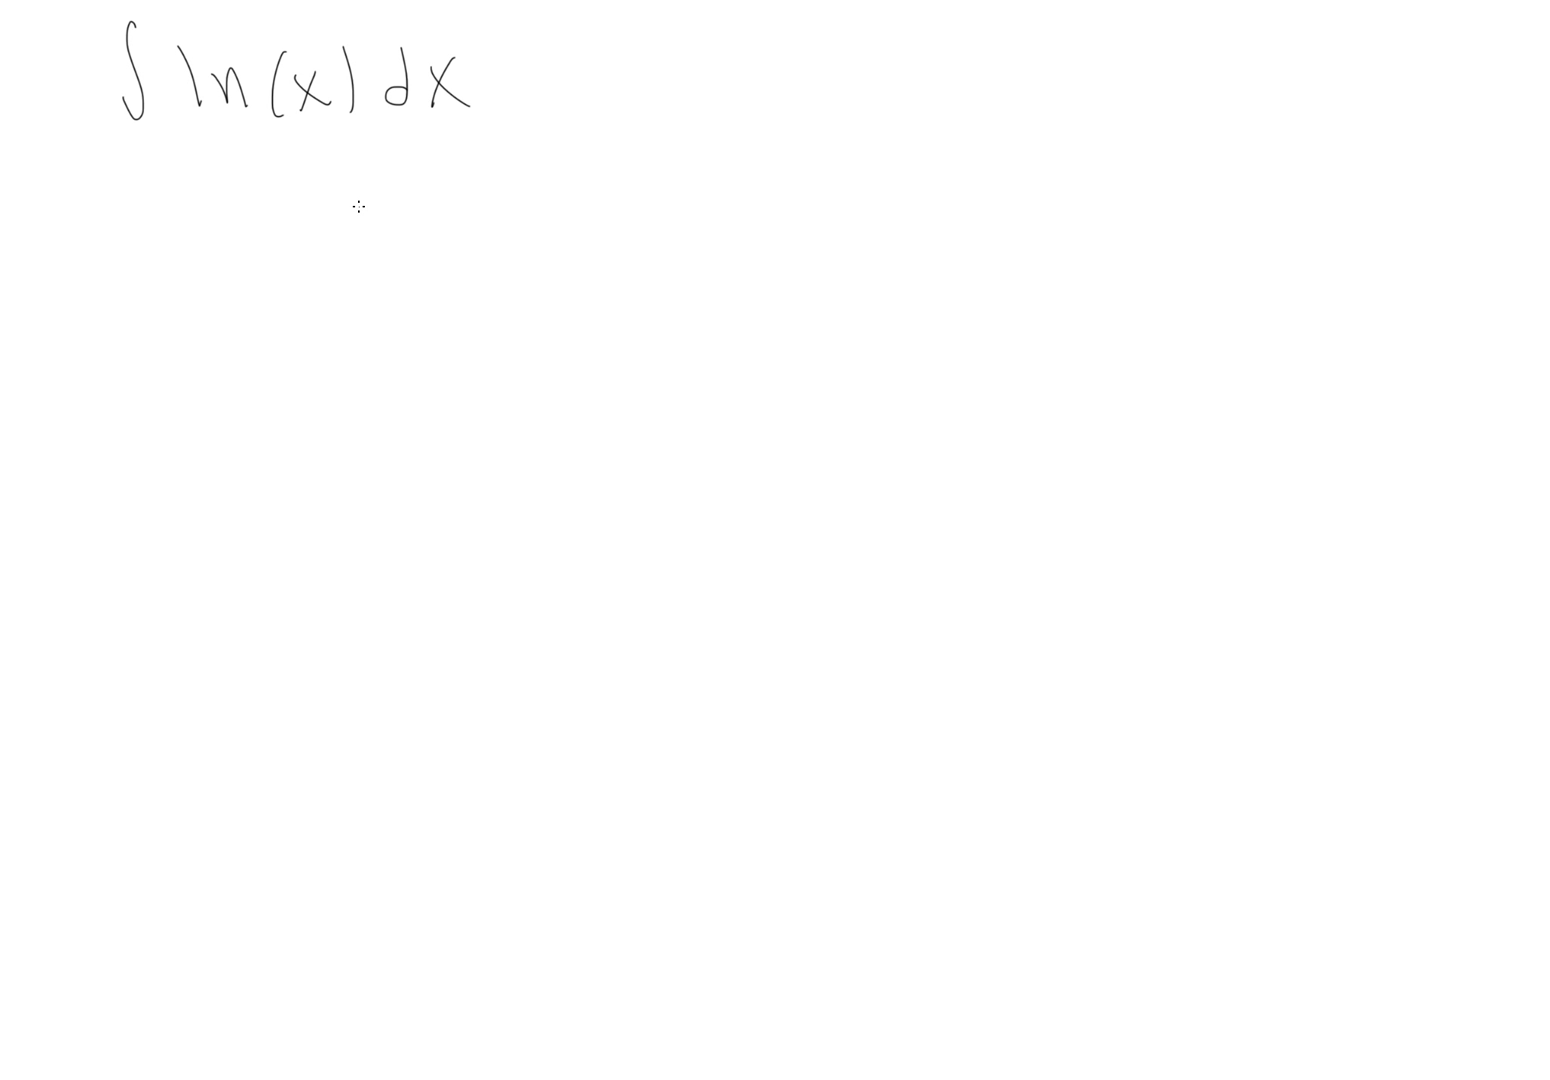 ∫ ln(x) dx